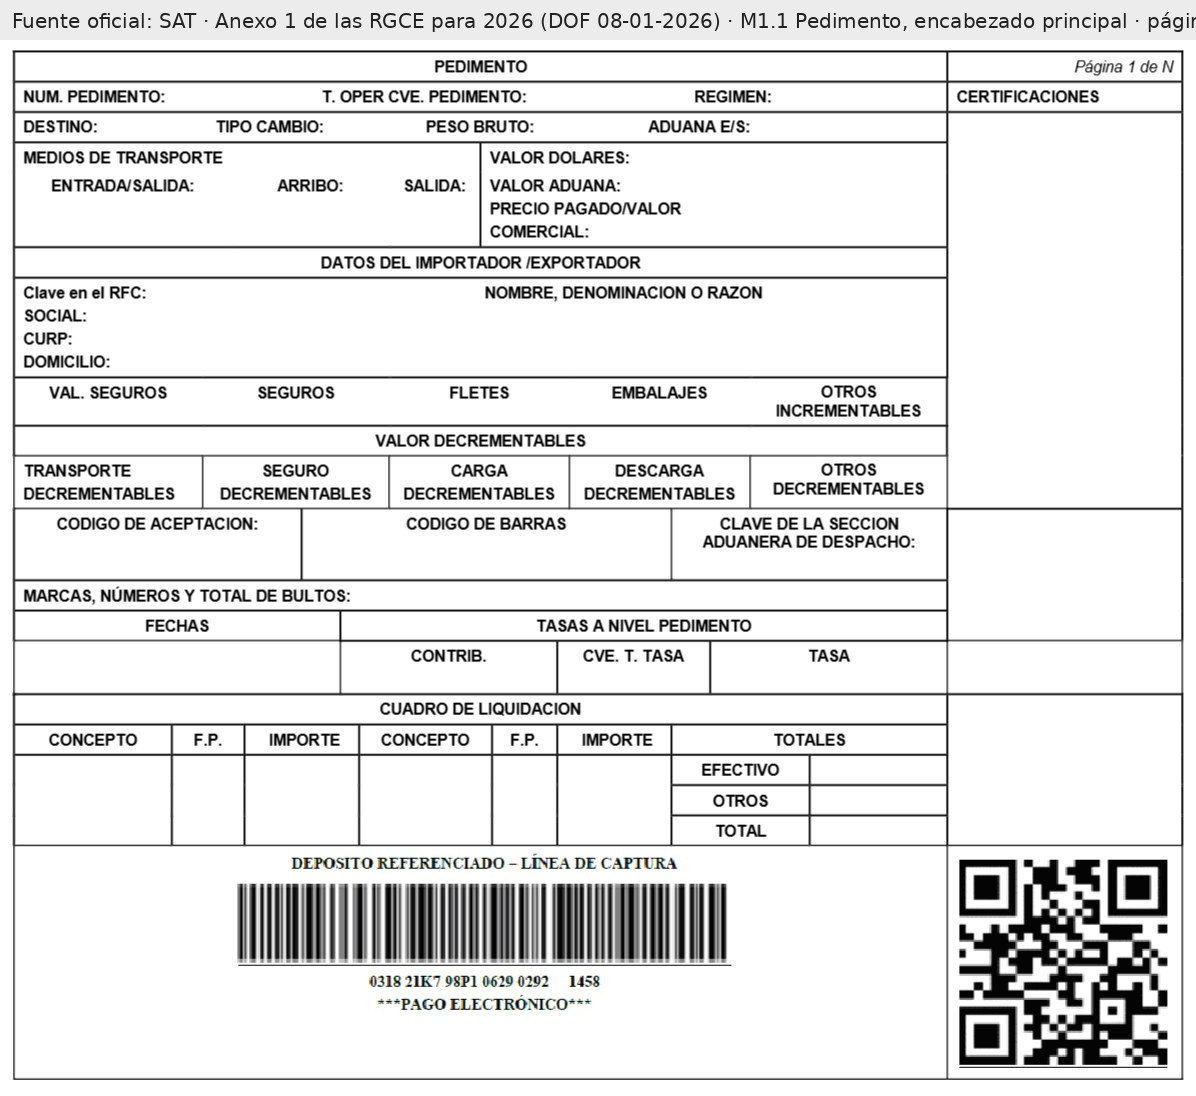 Fuente oficial: SAT · Anexo 1 de las RGCE para 2026 (DOF 08-01-2026) · M1.1 Pedimento, encabezado principal ·
PEDIMENTO Página 1 de N
NUM. PEDIMENTO: T. OPER CVE. PEDIMENTO: REGIMEN: CERTIFICACIONES
DESTINO: TIPO CAMBIO: PESO BRUTO: ADUANA E/S:
MEDIOS DE TRANSPORTE VALOR DOLARES:
ENTRADA/SALIDA: ARRIBO: SALIDA: VALOR ADUANA:
PRECIO PAGADO/VALOR
COMERCIAL:
DATOS DEL IMPORTADOR /EXPORTADOR
Clave en el RFC: NOMBRE, DENOMINACION O RAZON
SOCIAL:
CURP:
DOMICILIO:
VAL. SEGUROS SEGUROS FLETES EMBALAJES OTROS
INCREMENTABLES
VALOR DECREMENTABLES
TRANSPORTE SEGURO CARGA DESCARGA OTROS
DECREMENTABLES DECREMENTABLES DECREMENTABLES DECREMENTABLES DECREMENTABLES
CODIGO DE ACEPTACION: CODIGO DE BARRAS CLAVE DE LA SECCION
ADUANERA DE DESPACHO:
MARCAS, NÚMEROS Y TOTAL DE BULTOS:
FECHAS TASAS A NIVEL PEDIMENTO
CONTRIB. CVE. T. TASA TASA
CUADRO DE LIQUIDACION
CONCEPTO F.P. IMPORTE CONCEPTO F.P. IMPORTE TOTALES
EFECTIVO
OTROS
TOTAL
DEPOSITO REFERENCIADO – LÍNEA DE CAPTURA
0318 21K7 98P1 0629 0292 1458
***PAGO ELECTRÓNICO***